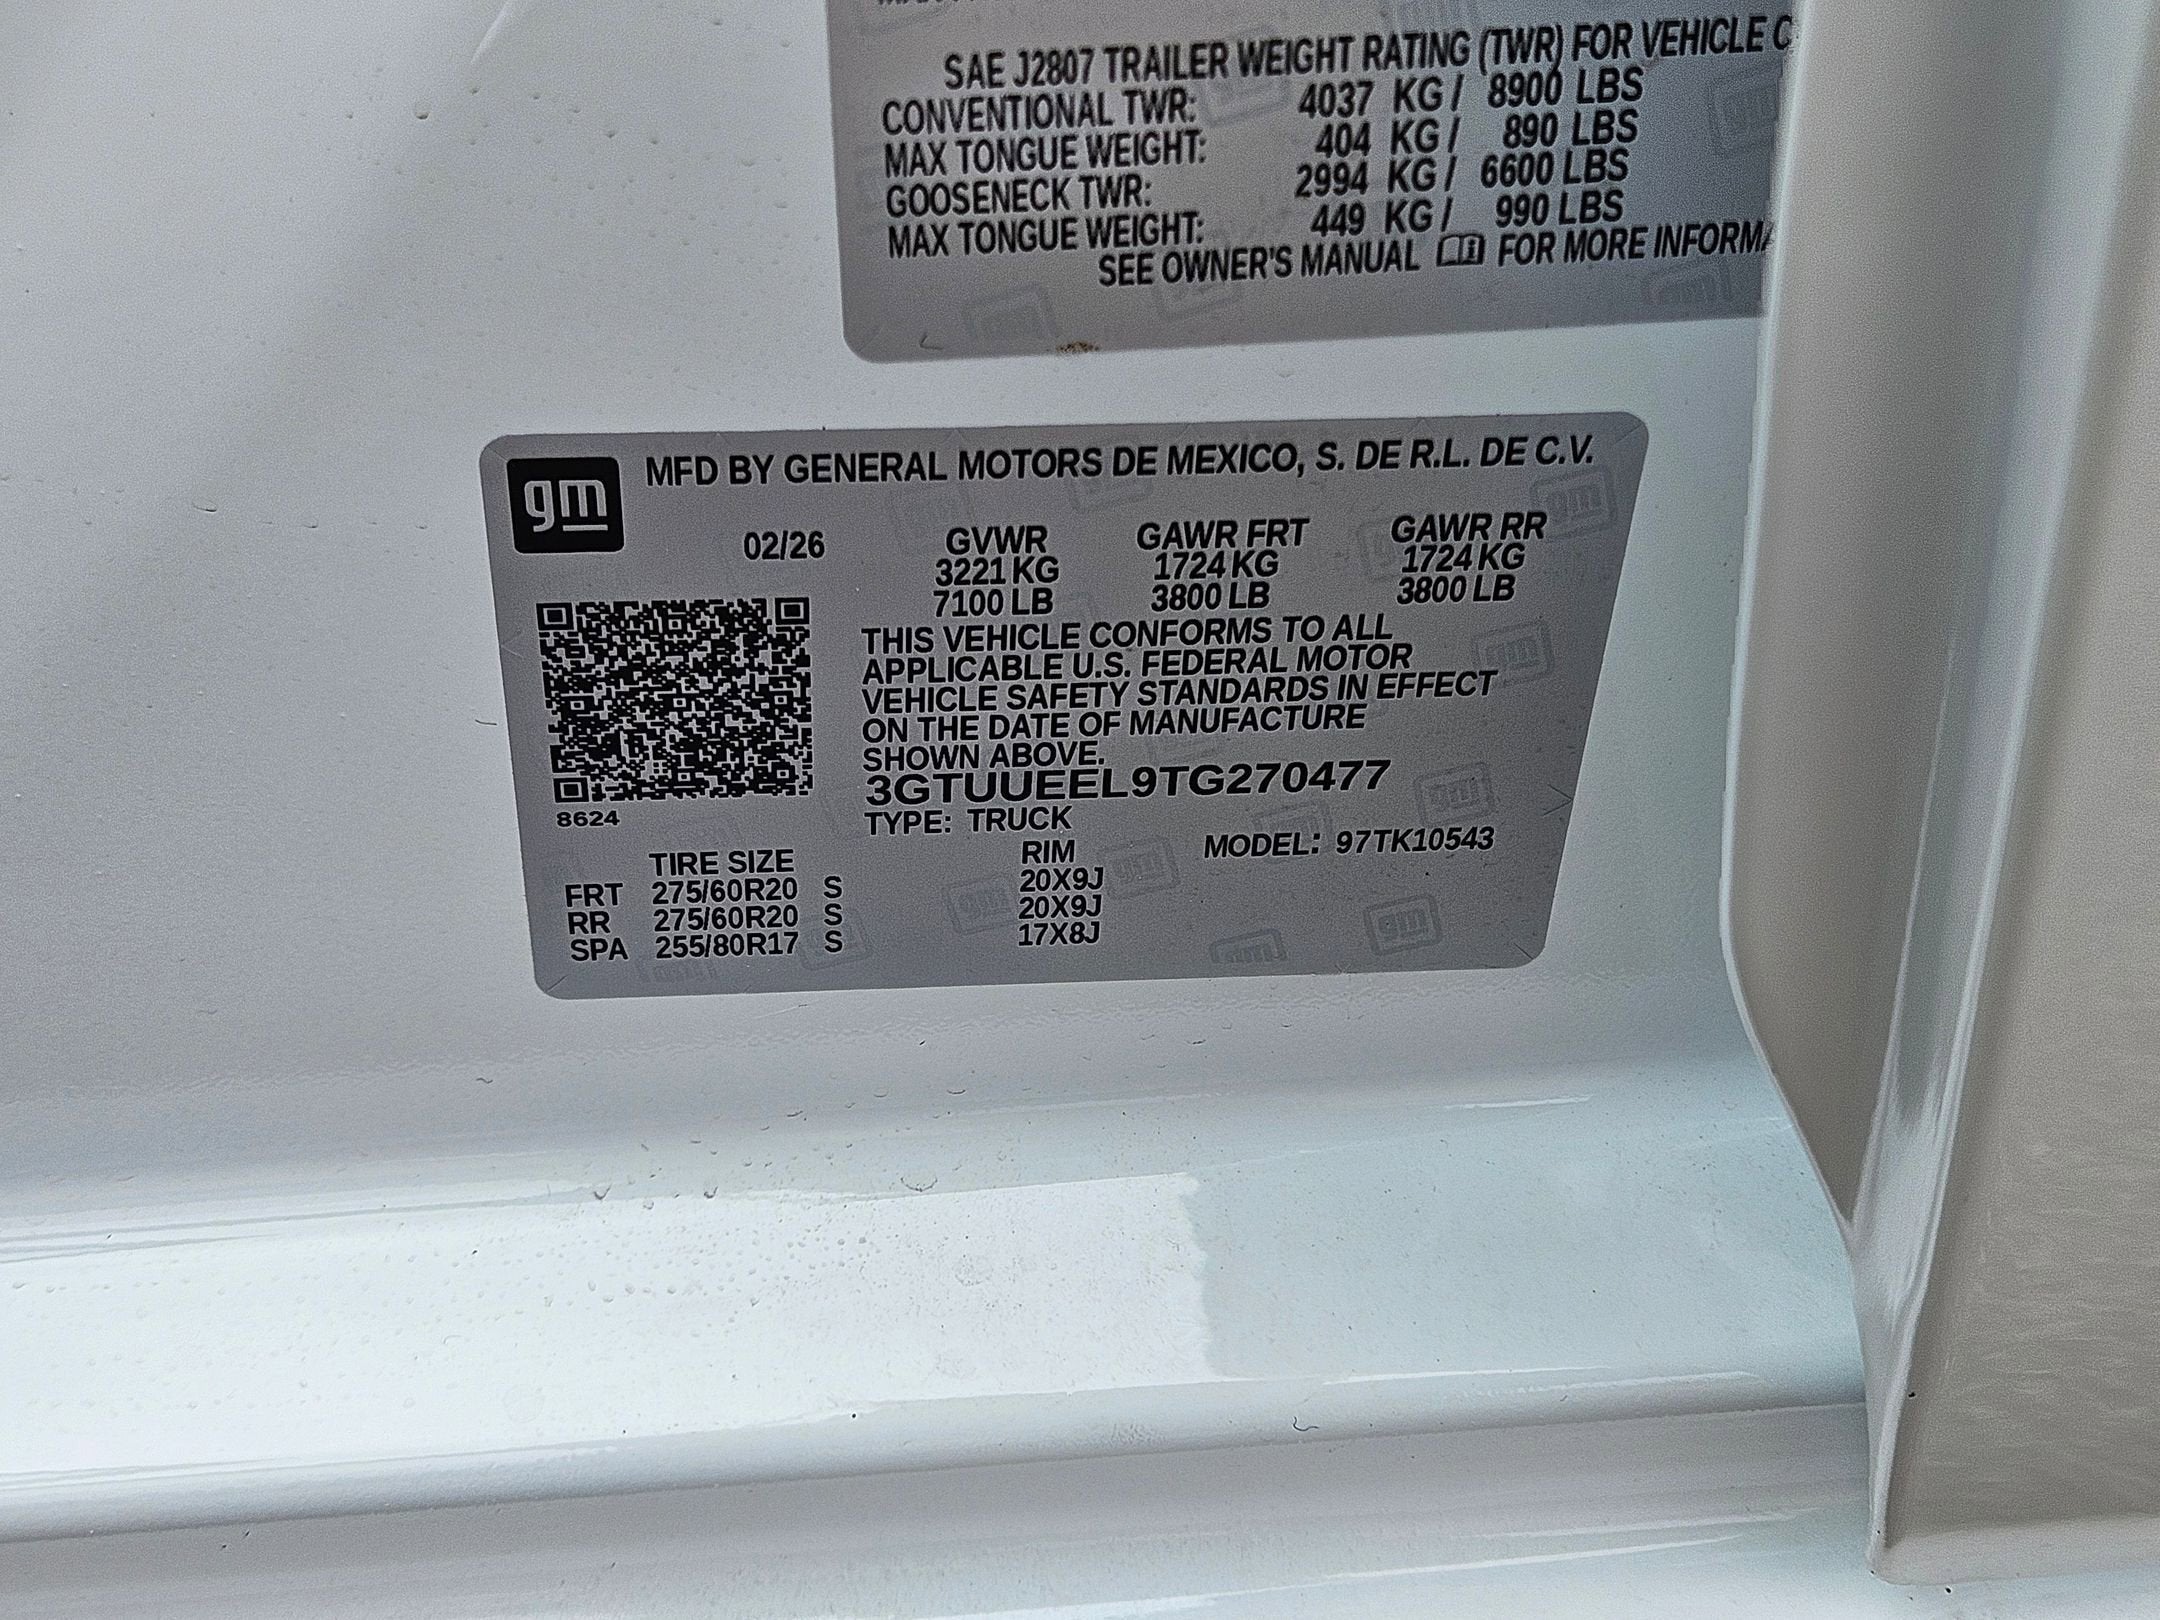 SAE J2807 TRAILER WEIGHT RATING (TWR) FOR VEHICLE
CONVENTIONAL TWR: 4037 KG / 8900 LBS
MAX TONGUE WEIGHT: 404 KG / 890 LBS
GOOSENECK TWR: 2994 KG / 6600 LBS
MAX TONGUE WEIGHT: 449 KG / 990 LBS
SEE OWNER'S MANUAL FOR MORE
gm MFD BY GENERAL MOTORS DE MEXICO, S. DE R.L. DE C.V.
02/26 GVWR GAWR FRT GAWR RR
3221 KG 1724 KG 1724 KG
7100 LB 3800 LB 3800 LB
THIS VEHICLE CONFORMS TO ALL
APPLICABLE U.S. FEDERAL MOTOR
VEHICLE SAFETY STANDARDS IN EFFECT
ON THE DATE OF MANUFACTURE
SHOWN ABOVE.
3GTUUEEL9TG270477
8624 TYPE: TRUCK
MODEL: 97TK10543
TIRE SIZE RIM
FRT 275/60R20 S 20X9J
RR 275/60R20 S 20X9J
SPA 255/80R17 S 17X8J